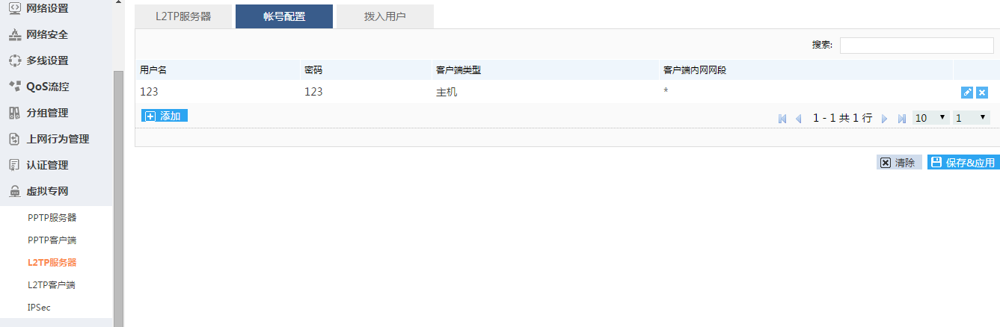 网络设置
网络安全
多线设置
QoS流控
分组管理
上网行为管理
认证管理
虚拟专网
PPTP服务器
PPTP客户端
L2TP服务器
L2TP客户端
IPSec
L2TP服务器 帐号配置 拨入用户
搜索:
用户名 密码 客户端类型 客户端内网网段
123 123 主机 *
添加 1 - 1 共 1 行 10 1
清除 保存&应用